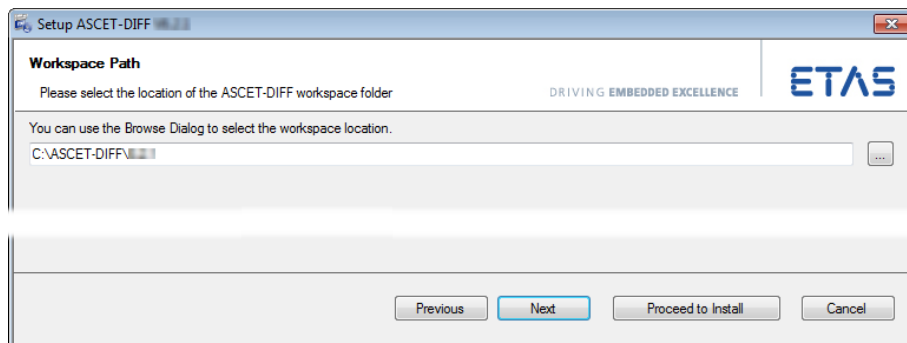 Setup ASCET-DIFF
Workspace Path
Please select the location of the ASCET-DIFF workspace folder
DRIVING EMBEDDED EXCELLENCE
ETAS
You can use the Browse Dialog to select the workspace location.
C:\ASCET-DIFF\
...
Previous
Next
Proceed to Install
Cancel